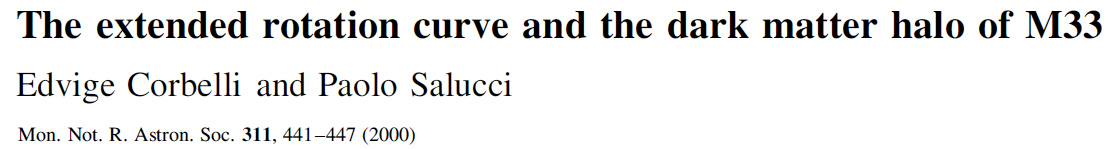 The extended rotation curve and the dark matter halo of M33
Edvige Corbelli and Paolo Salucci
Mon. Not. R. Astron. Soc. 311, 441–447 (2000)